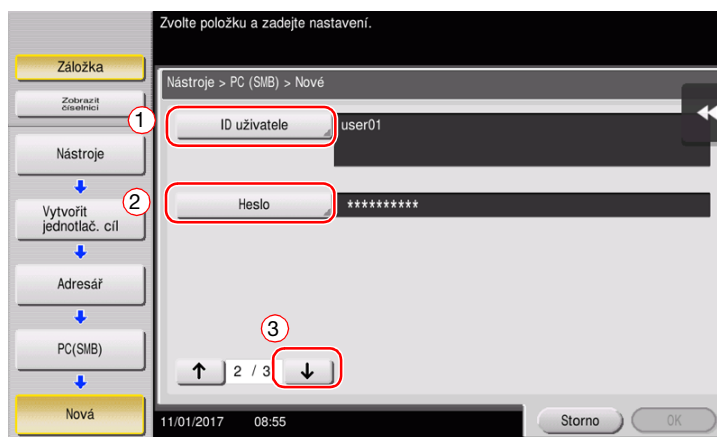 Zvolte položku a zadejte nastavení.
Záložka
Zobrazit
číselnici
Nástroje
Vytvořit
jednotlač. cíl
Adresář
PC(SMB)
Nová
Nástroje > PC (SMB) > Nové
1
ID uživatele
user01
2
Heslo
**********
3
↑ 2 / 3 ↓
11/01/2017 08:55
Storno
OK